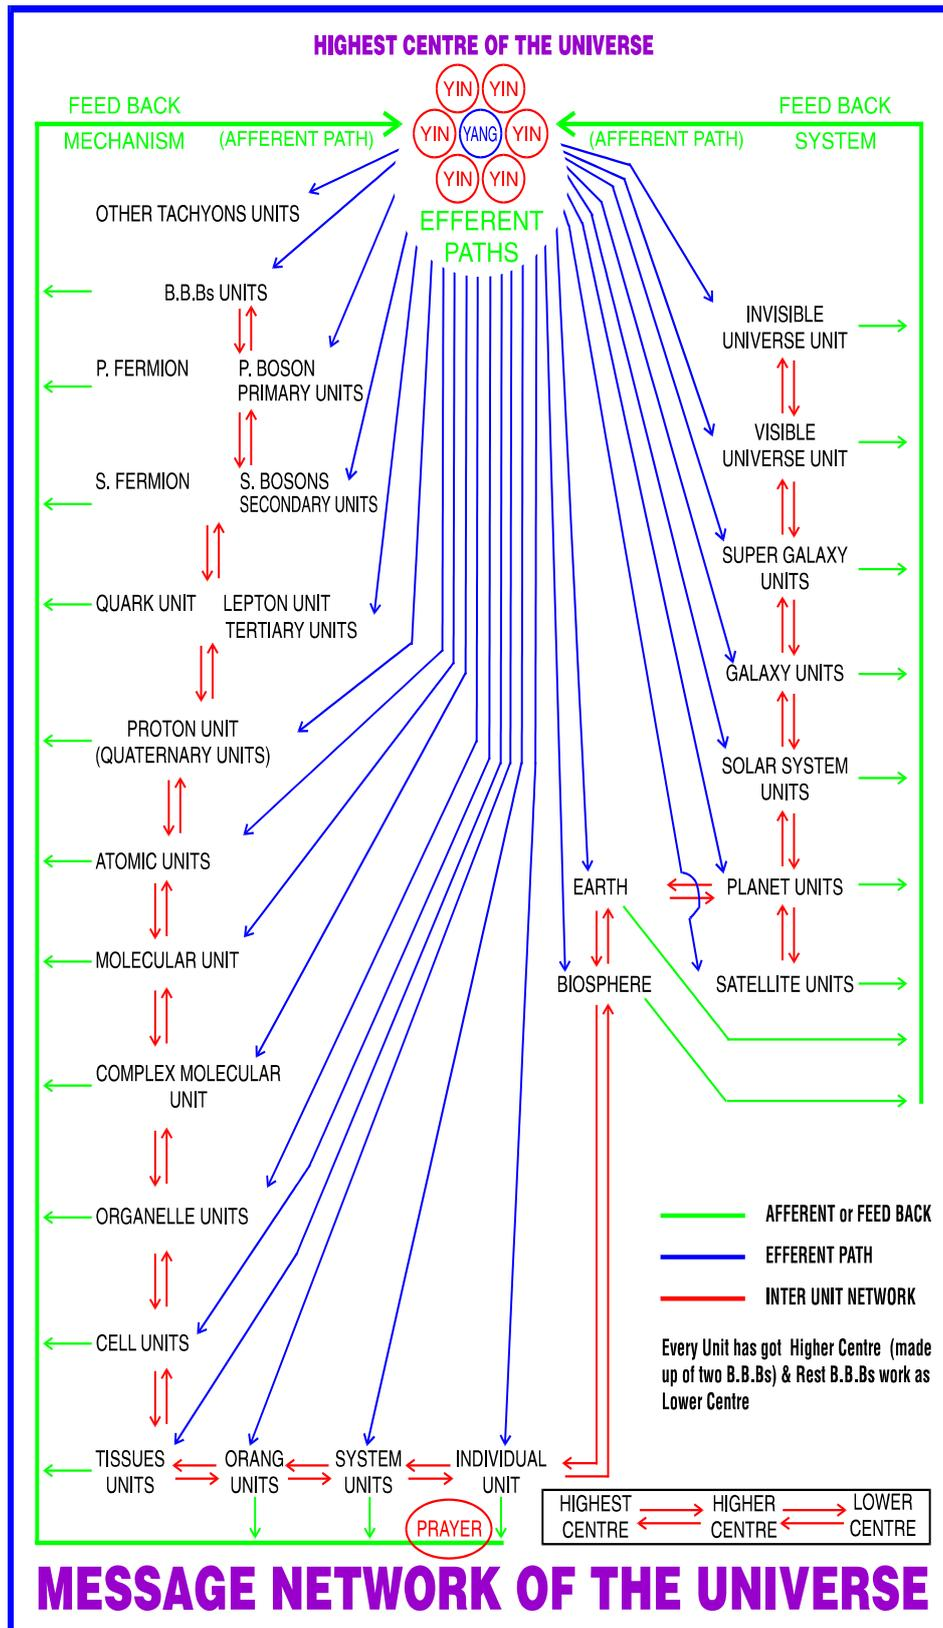 HIGHEST CENTRE OF THE UNIVERSE
YIN YIN
YIN YANG YIN
YIN YIN
FEED BACK
MECHANISM (AFFERENT PATH)
FEED BACK
(AFFERENT PATH) SYSTEM
EFFERENT
PATHS
OTHER TACHYONS UNITS
B.B.Bs UNITS
P. FERMION P. BOSON
PRIMARY UNITS
S. FERMION S. BOSONS
SECONDARY UNITS
QUARK UNIT LEPTON UNIT
TERTIARY UNITS
PROTON UNIT
(QUATERNARY UNITS)
ATOMIC UNITS
MOLECULAR UNIT
COMPLEX MOLECULAR
UNIT
ORGANELLE UNITS
CELL UNITS
TISSUES
UNITS
ORANG
UNITS
SYSTEM
UNITS
INDIVIDUAL
UNIT
INVISIBLE
UNIVERSE UNIT
VISIBLE
UNIVERSE UNIT
SUPER GALAXY
UNITS
GALAXY UNITS
SOLAR SYSTEM
UNITS
EARTH
PLANET UNITS
BIOSPHERE
SATELLITE UNITS
AFFERENT or FEED BACK
EFFERENT PATH
INTER UNIT NETWORK
Every Unit has got Higher Centre (made
up of two B.B.Bs) & Rest B.B.Bs work as
Lower Centre
HIGHEST
CENTRE
HIGHER
CENTRE
LOWER
CENTRE
PRAYER
MESSAGE NETWORK OF THE UNIVERSE